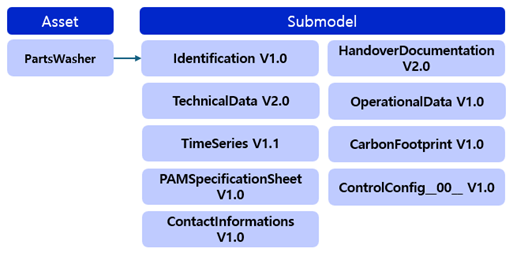 Asset
Submodel
PartsWasher
Identification V1.0
HandoverDocumentation
V2.0
TechnicalData V2.0
OperationalData V1.0
TimeSeries V1.1
CarbonFootprint V1.0
PAMSpecificationSheet
V1.0
ControlConfig__00__ V1.0
ContactInformations
V1.0